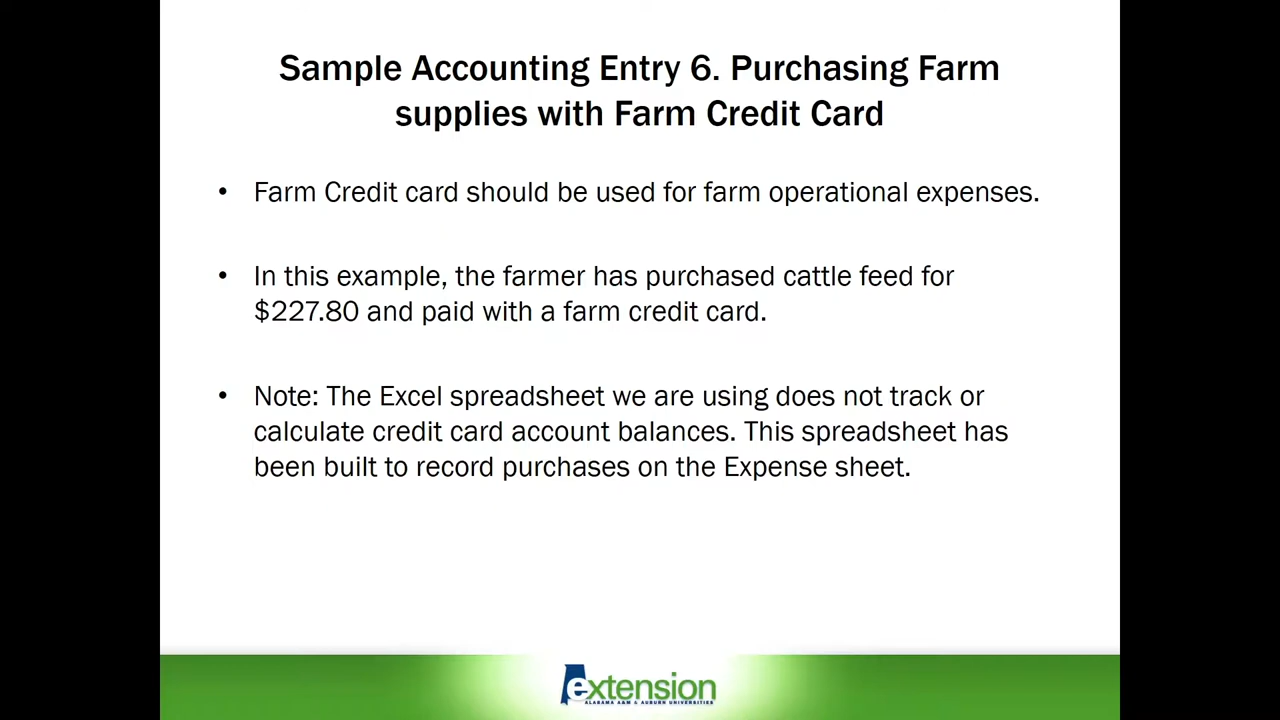 Sample Accounting Entry 6. Purchasing Farm
supplies with Farm Credit Card
• Farm Credit card should be used for farm operational expenses.
• In this example, the farmer has purchased cattle feed for
$227.80 and paid with a farm credit card.
• Note: The Excel spreadsheet we are using does not track or
calculate credit card account balances. This spreadsheet has
been built to record purchases on the Expense sheet.
extension
ALABAMA A&M & AUBURN UNIVERSITIES